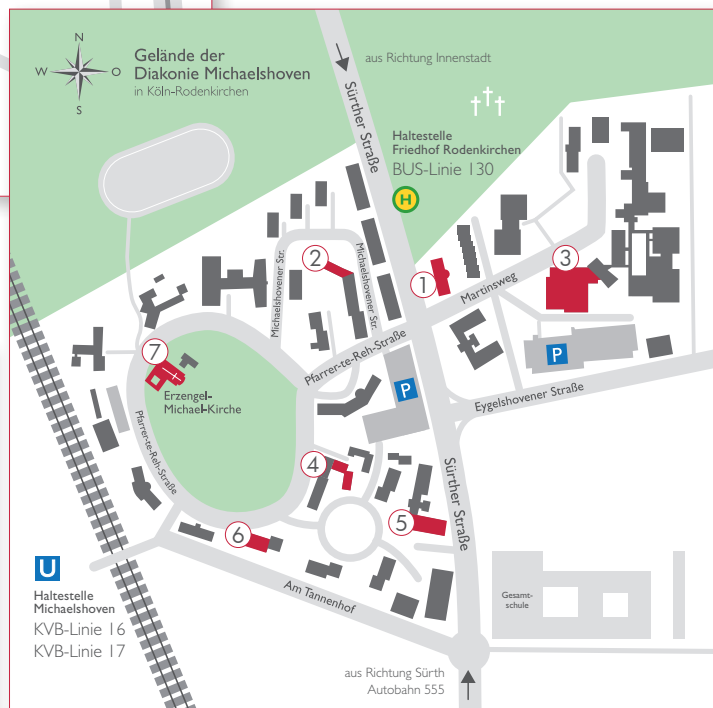 N
W
O
S
Gelände der
Diakonie Michaelshoven
in Köln-Rodenkirchen
aus Richtung Innenstadt
Sürther Straße
Haltestelle
Friedhof Rodenkirchen
BUS-Linie 130
H
2
1
3
Michaelshovener Str.
Michaelshovener Str.
Martinsweg
Pfarrer-te-Reh-Straße
P
P
7
Erzengel-
Michael-Kirche
Eygelshovener Straße
Pfarrer-te-Reh-Straße
4
5
6
Sürther Straße
U
Haltestelle
Michaelshoven
KVB-Linie 16
KVB-Linie 17
Am Tannenhof
Gesamt-
schule
aus Richtung Sürth
Autobahn 555